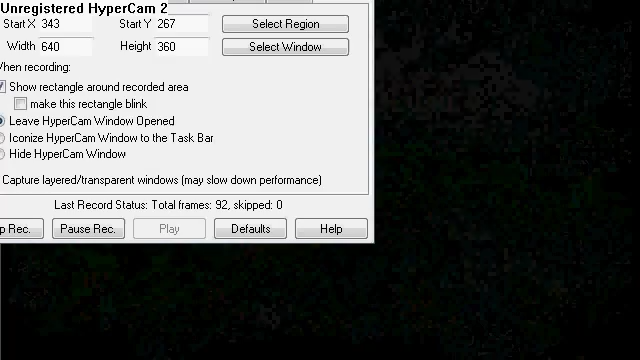 Unregistered HyperCam 2
Start X 343 Start Y 267 Select Region
Width 640 Height 360 Select Window
When recording:
Show rectangle around recorded area
make this rectangle blink
Leave HyperCam Window Opened
Iconize HyperCam Window to the Task Bar
Hide HyperCam Window
Capture layered/transparent windows (may slow down performance)
Last Record Status: Total frames: 92, skipped: 0
p Rec. Pause Rec. Play Defaults Help